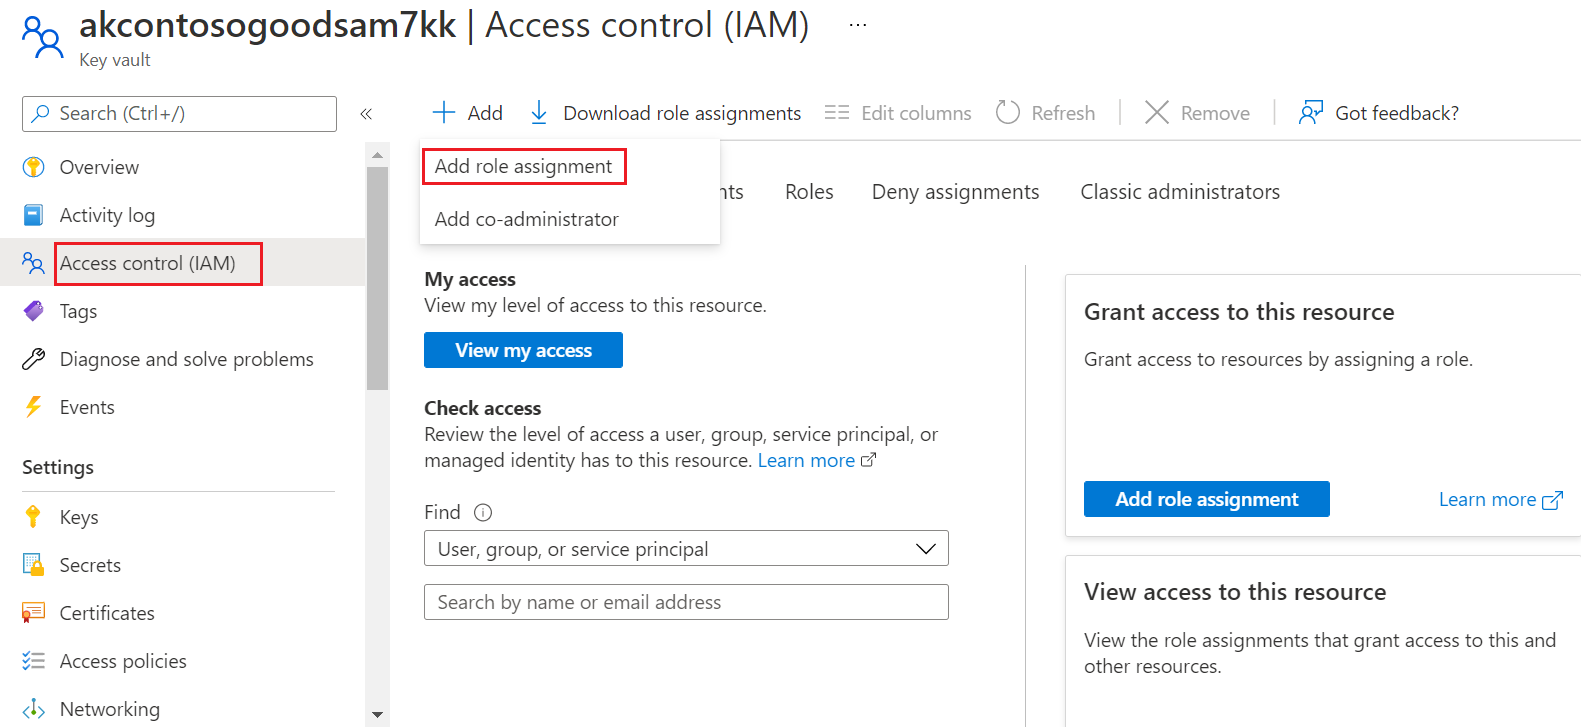 akcontosogoodsam7kk | Access control (IAM) ...
Key vault
Search (Ctrl+/)
«
Overview
Activity log
Access control (IAM)
Tags
Diagnose and solve problems
Events
Settings
Keys
Secrets
Certificates
Access policies
Networking
Add
Download role assignments
Edit columns
Refresh
Remove
Got feedback?
Add role assignment
Add co-administrator
nts
Roles
Deny assignments
Classic administrators
My access
View my level of access to this resource.
View my access
Check access
Review the level of access a user, group, service principal, or
managed identity has to this resource. Learn more
Find
User, group, or service principal
Search by name or email address
Grant access to this resource
Grant access to resources by assigning a role.
Add role assignment
Learn more
View access to this resource
View the role assignments that grant access to this and
other resources.